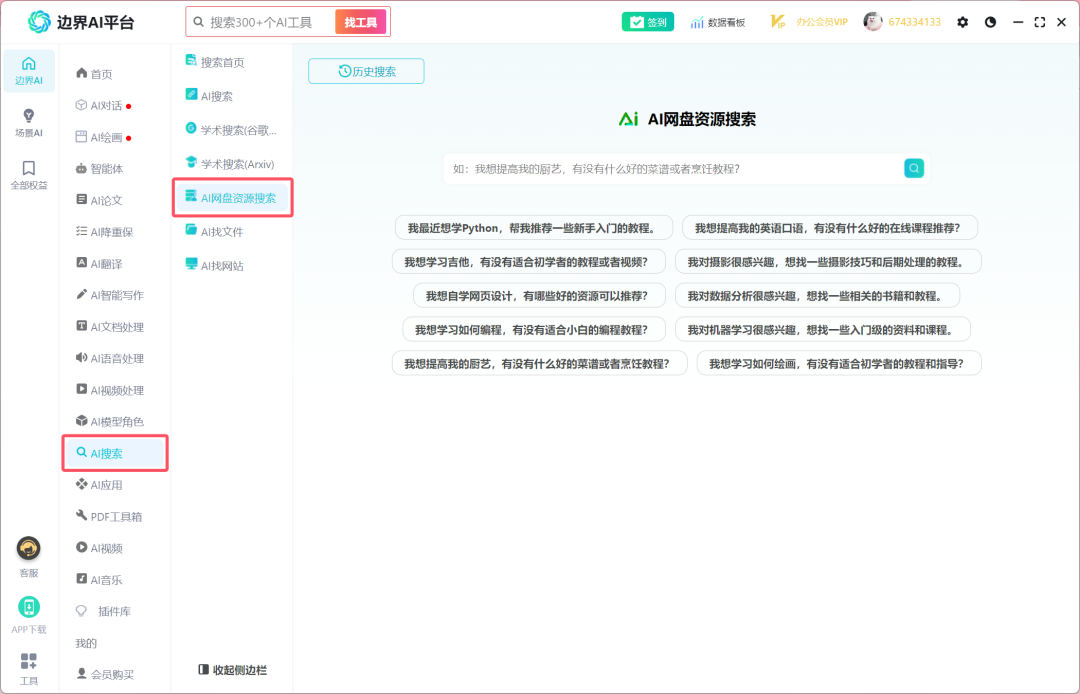 边界AI平台
搜索300+个AI工具
找工具
签到
数据看板
办公会员VIP
674334133
边界AI
场景AI
全部权益
客服
APP下载
工具
首页
AI对话
AI绘画
智能体
AI论文
AI降重保
AI翻译
AI智能写作
AI文档处理
AI语音处理
AI视频处理
AI模型角色
AI搜索
AI应用
PDF工具箱
AI视频
AI音乐
插件库
我的
会员购买
搜索首页
AI搜索
学术搜索(谷歌...
学术搜索(Arxiv)
AI网盘资源搜索
AI找文件
AI找网站
收起侧边栏
历史搜索
Ai AI网盘资源搜索
如：我想提高我的厨艺，有没有什么好的菜谱或者烹饪教程？
我最近想学Python，帮我推荐一些新手入门的教程。
我想提高我的英语口语，有没有什么好的在线课程推荐？
我想学习吉他，有没有适合初学者的教程或者视频？
我对摄影很感兴趣，想找一些摄影技巧和后期处理的教程。
我想自学网页设计，有哪些好的资源可以推荐？
我对数据分析很感兴趣，想找一些相关的书籍和教程。
我想学习如何编程，有没有适合小白的编程教程？
我对机器学习很感兴趣，想找一些入门级的资料和课程。
我想提高我的厨艺，有没有什么好的菜谱或者烹饪教程？
我想学习如何绘画，有没有适合初学者的教程和指导？